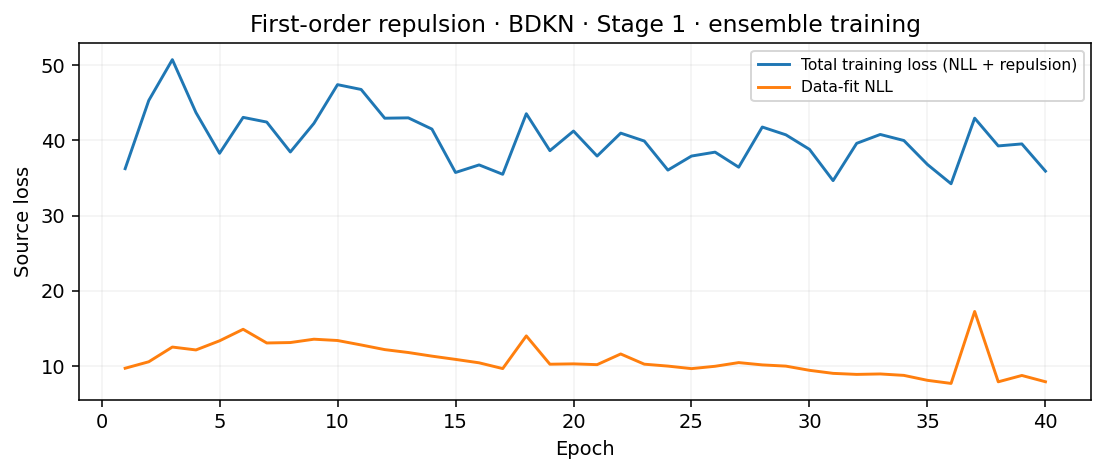 First-order repulsion · BDKN · Stage 1 · ensemble training
Total training loss (NLL + repulsion)
Data-fit NLL
Source loss
50
40
30
20
10
0
5
10
15
20
25
30
35
40
Epoch